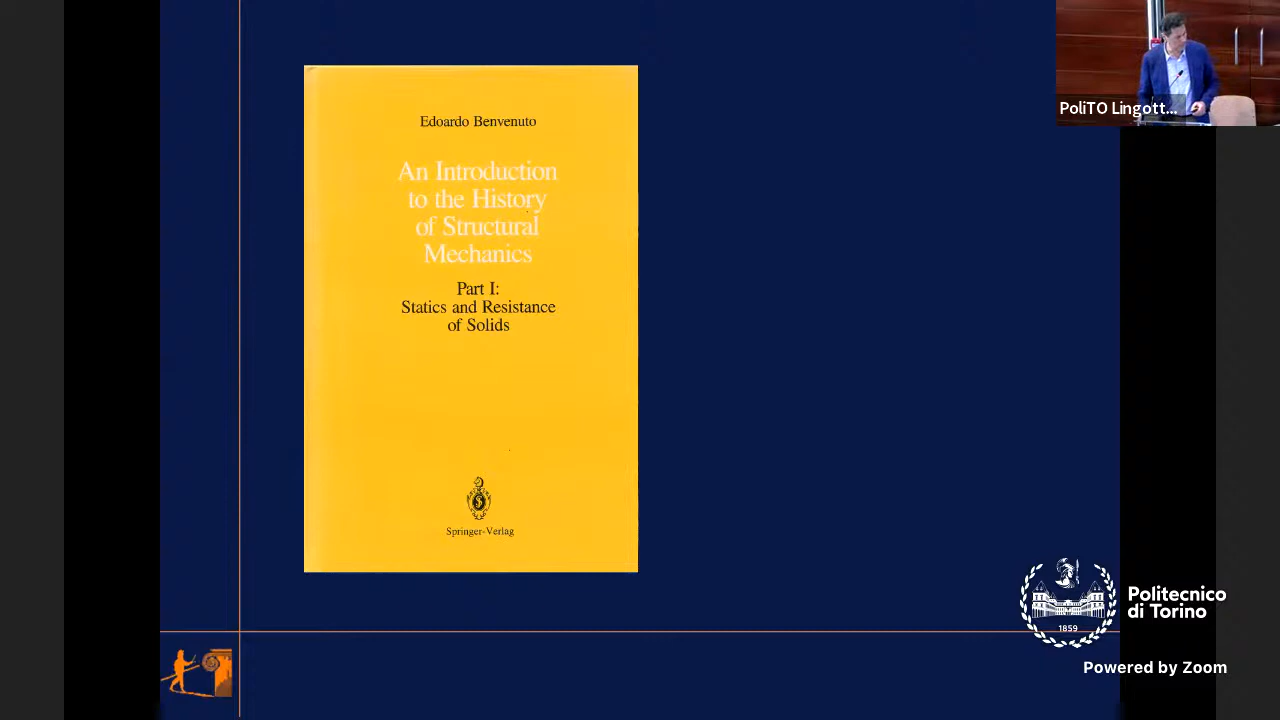 Edoardo Benvenuto
An Introduction
to the History
of Structural
Mechanics
Part I:
Statics and Resistance
of Solids
Springer-Verlag
PoliTO Lingott...
1859
Politecnico
di Torino
Powered by Zoom